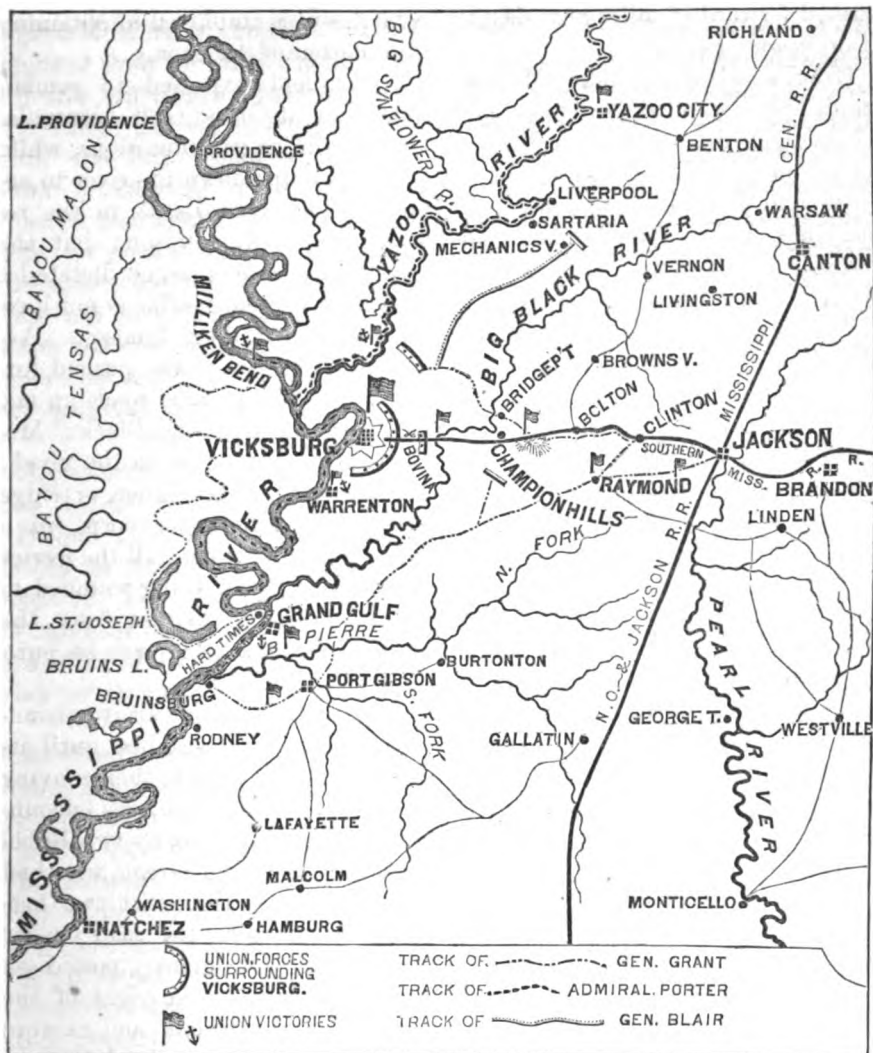 RICHLAND
BIG SUNFLOWER R.
YAZOO CITY
CEN. R.R.
L. PROVIDENCE
PROVIDENCE
RIVER
BENTON
BAYOU MACON
LIVERPOOL
SARTARIA
WARSAW
YAZOO
MECHANICSV.
RIVER
CANTON
VERNON
LIVINGSTON
TENSAS
MILLIKEN BEND
BIG BLACK
BROWNSV.
BRIDGEP'T
MISSISSIPPI
BOLTON
CLINTON
VICKSBURG
BOVINA
SOUTHERN
JACKSON
CHAMPION HILLS
RAYMOND
MISS.
R. R.
BRANDON
WARRENTON
BAYOU
RIVER
N. FORK
LINDEN
L. ST. JOSEPH
HARD TIMES
GRAND GULF
B. PIERRE
N.O. & JACKSON R.R.
PEARL RIVER
BRUINS L.
BURTONTON
BRUINSBURG
PORT GIBSON
S. FORK
RODNEY
GALLATIN
GEORGE T.
WESTVILLE
MISSISSIPPI
LAFAYETTE
MALCOLM
WASHINGTON
MONTICELLO
NATCHEZ
HAMBURG
UNION FORCES
SURROUNDING
VICKSBURG.
UNION VICTORIES
TRACK OF GEN. GRANT
TRACK OF ADMIRAL PORTER
TRACK OF GEN. BLAIR